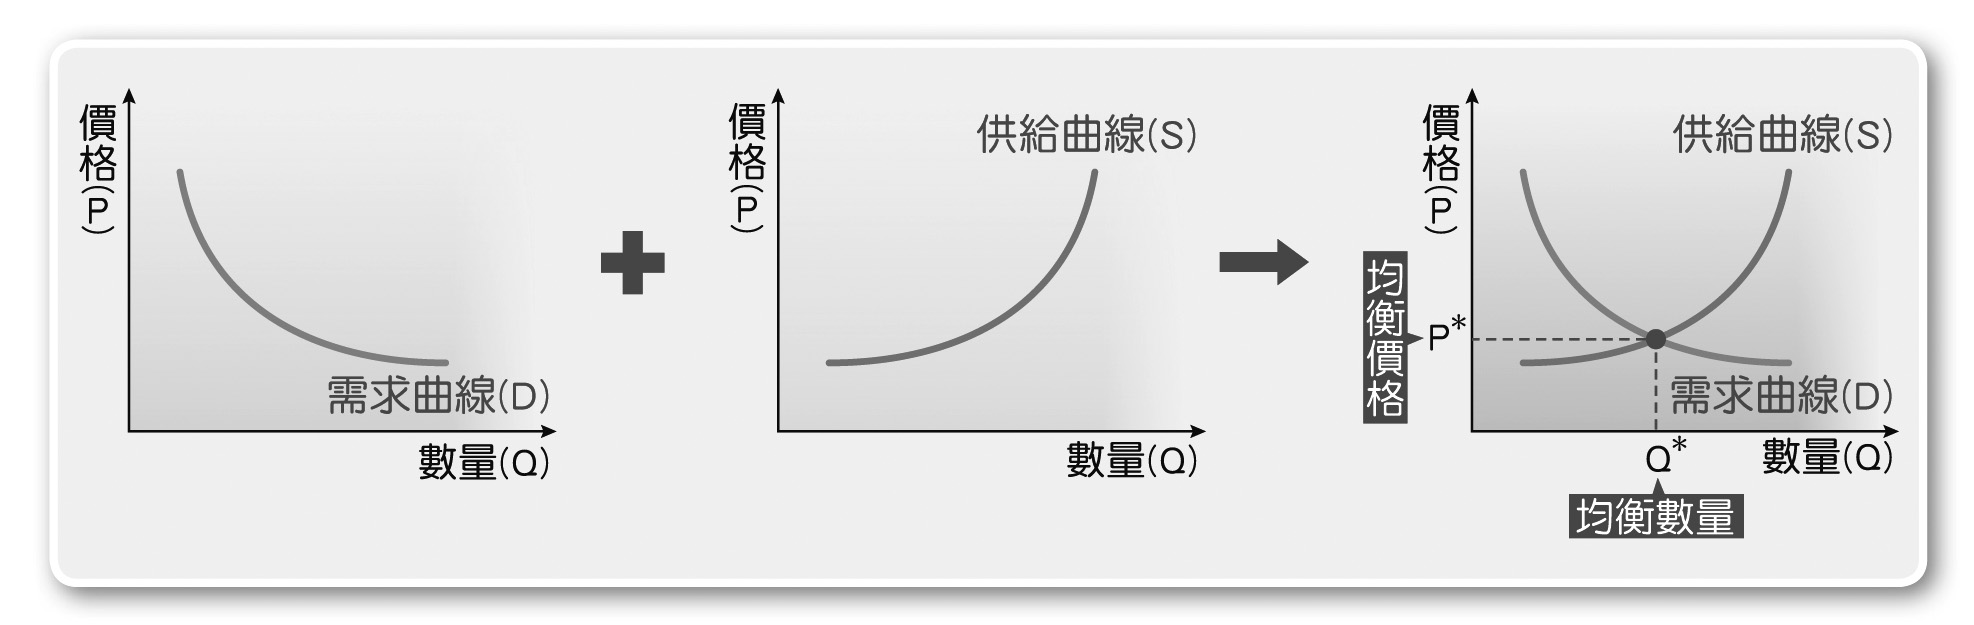 價格(P)
需求曲線(D)
數量(Q)
價格(P)
供給曲線(S)
數量(Q)
價格(P)
供給曲線(S)
均衡價格
P*
需求曲線(D)
Q*
數量(Q)
均衡數量